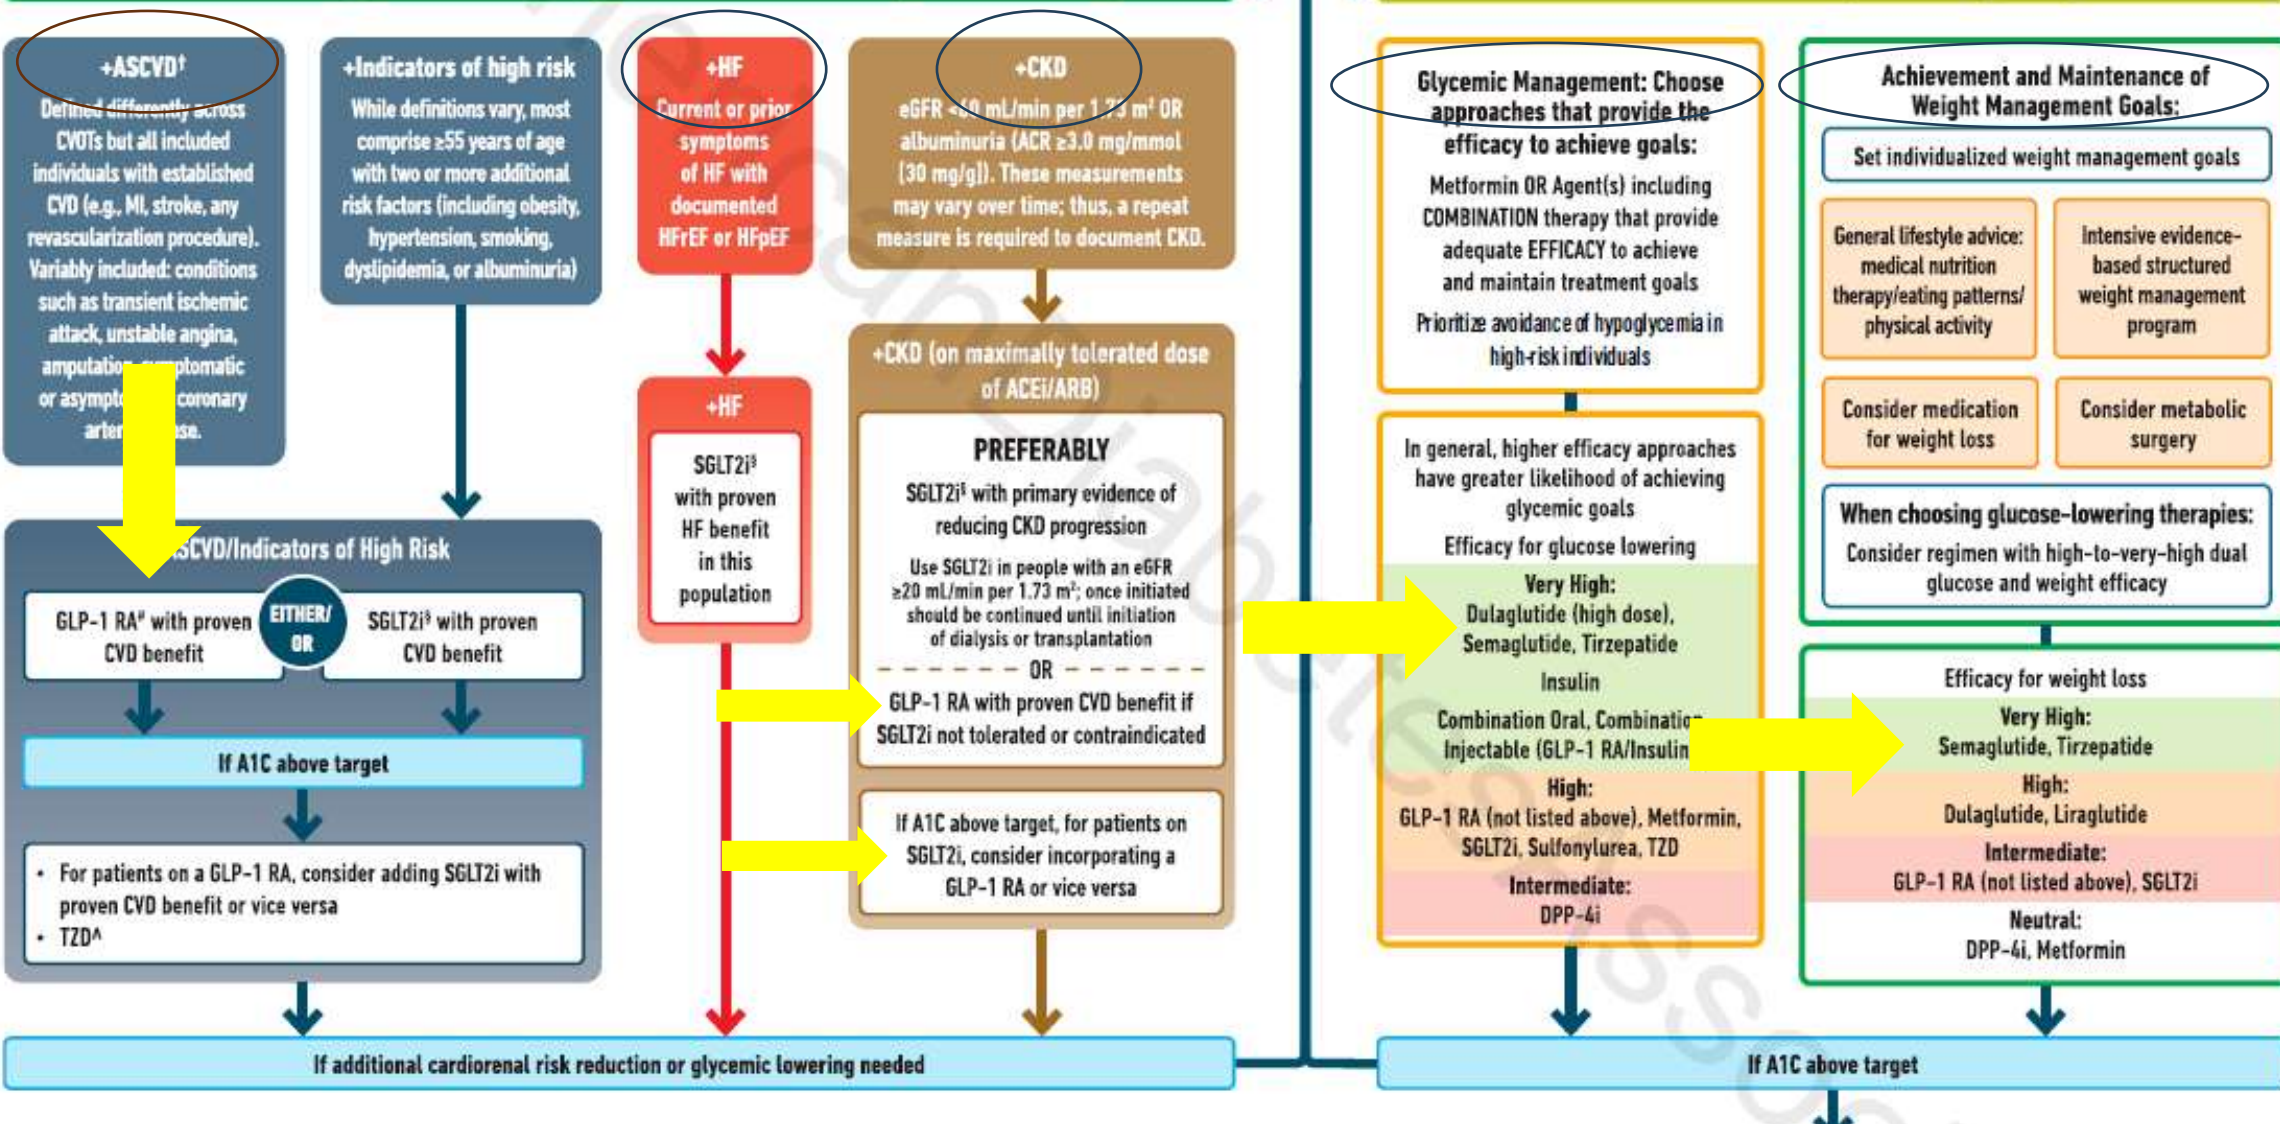 +ASCVD†
Defined differently across
CVOTs but all included
individuals with established
CVD (e.g., MI, stroke, any
revascularization procedure).
Variably included: conditions
such as transient ischemic
attack, unstable angina,
amputation,
or coronary
+Indicators of high risk
While definitions vary, most
comprise ≥55 years of age
with two or more additional
risk factors (including obesity,
hypertension, smoking,
dyslipidemia, or albuminuria)
+HF
Current or prior
symptoms
of HF with
documented
HFrEF or HFpEF
+CKD
eGFR <60 mL/min per 1.73 m² OR
albuminuria (ACR ≥3.0 mg/mmol
[30 mg/g]). These measurements
may vary over time; thus, a repeat
measure is required to document CKD.
ASCVD/Indicators of High Risk
GLP-1 RA# with proven
CVD benefit
EITHER/
OR
SGLT2i§ with proven
CVD benefit
If A1C above target
• For patients on a GLP-1 RA, consider adding SGLT2i with
proven CVD benefit or vice versa
• TZD^
+HF
SGLT2i§
with proven
HF benefit
in this
population
+CKD (on maximally tolerated dose
of ACEi/ARB)
PREFERABLY
SGLT2i§ with primary evidence of
reducing CKD progression
Use SGLT2i in people with an eGFR
≥20 mL/min per 1.73 m²; once initiated
should be continued until initiation
of dialysis or transplantation
OR
GLP-1 RA with proven CVD benefit if
SGLT2i not tolerated or contraindicated
If A1C above target, for patients on
SGLT2i, consider incorporating a
GLP-1 RA or vice versa
If additional cardiorenal risk reduction or glycemic lowering needed
Glycemic Management: Choose
approaches that provide the
efficacy to achieve goals:
Metformin OR Agent(s) including
COMBINATION therapy that provide
adequate EFFICACY to achieve
and maintain treatment goals
Prioritize avoidance of hypoglycemia in
high-risk individuals
In general, higher efficacy approaches
have greater likelihood of achieving
glycemic goals
Efficacy for glucose lowering
Very High:
Dulaglutide (high dose),
Semaglutide, Tirzepatide
Insulin
Combination Oral, Combination
Injectable (GLP-1 RA/Insulin
High:
GLP-1 RA (not listed above), Metformin,
SGLT2i, Sulfonylurea, TZD
Intermediate:
DPP-4i
Achievement and Maintenance of
Weight Management Goals:
Set individualized weight management goals
General lifestyle advice:
medical nutrition
therapy/eating patterns/
physical activity
Intensive evidence-
based structured
weight management
program
Consider medication
for weight loss
Consider metabolic
surgery
When choosing glucose-lowering therapies:
Consider regimen with high-to-very-high dual
glucose and weight efficacy
Efficacy for weight loss
Very High:
Semaglutide, Tirzepatide
High:
Dulaglutide, Liraglutide
Intermediate:
GLP-1 RA (not listed above), SGLT2i
Neutral:
DPP-4i, Metformin
If A1C above target